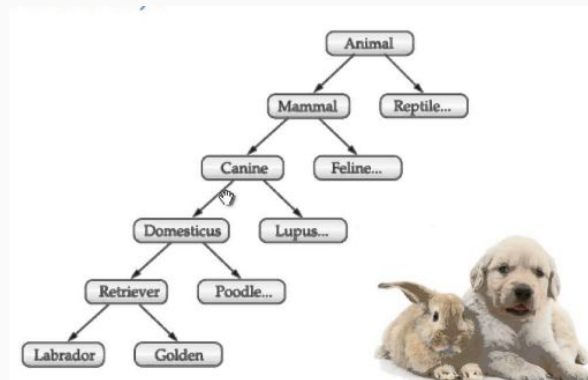 Animal
Mammal
Reptile...
Canine
Feline...
Domesticus
Lupus...
Retriever
Poodle...
Labrador
Golden